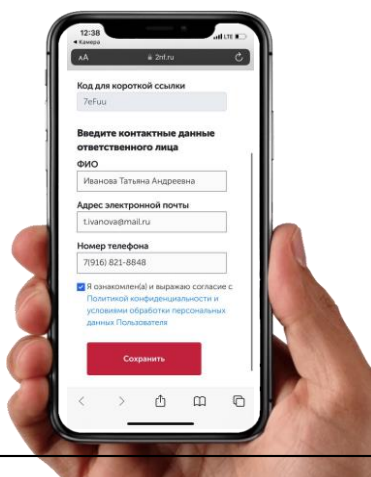 12:38
LTE
◀ Камера
AA
2nf.ru
Код для короткой ссылки
7eFuu
Введите контактные данные
ответственного лица
ФИО
Иванова Татьяна Андреевна
Адрес электронной почты
t.ivanova@mail.ru
Номер телефона
7(916) 821-8848
Я ознакомлен(а) и выражаю согласие с
Политикой конфиденциальности и
условиями обработки персональных
данных Пользователя
Сохранить